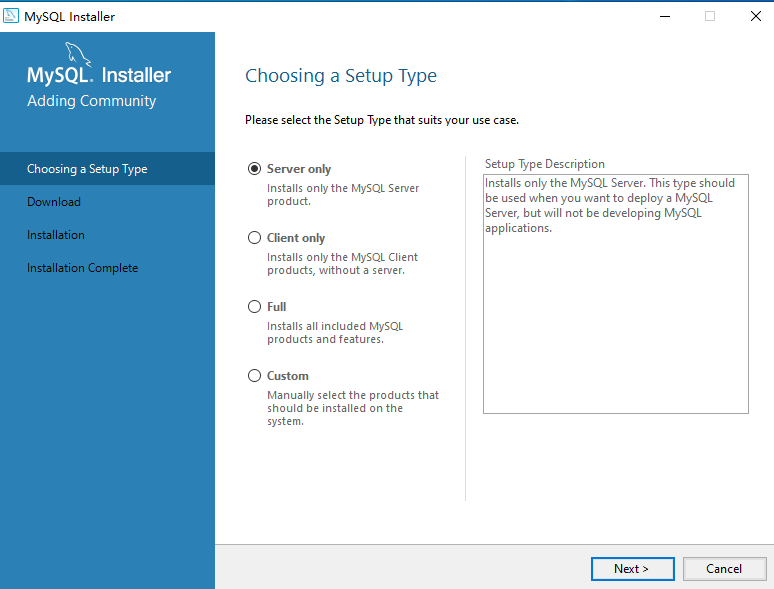 MySQL Installer
MySQL. Installer
Adding Community
Choosing a Setup Type
Download
Installation
Installation Complete
Choosing a Setup Type
Please select the Setup Type that suits your use case.
Server only
Installs only the MySQL Server
product.
Client only
Installs only the MySQL Client
products, without a server.
Full
Installs all included MySQL
products and features.
Custom
Manually select the products that
should be installed on the
system.
Setup Type Description
Installs only the MySQL Server. This type should
be used when you want to deploy a MySQL
Server, but will not be developing MySQL
applications.
Next >
Cancel